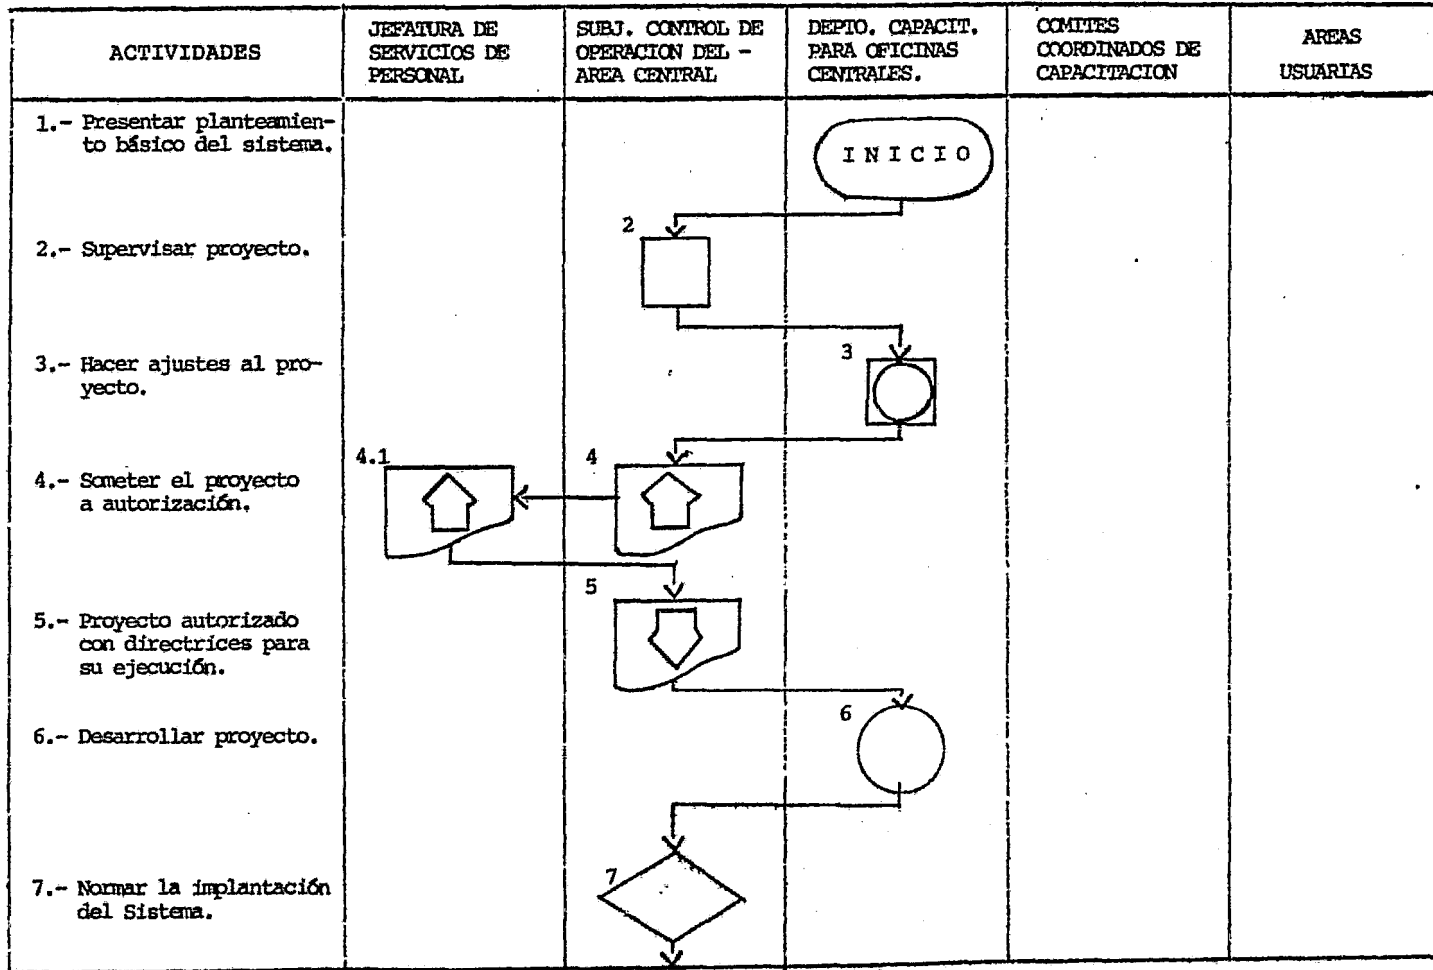 ACTIVIDADES
JEFATURA DE
SERVICIOS DE
PERSONAL
SUBJ. CONTROL DE
OPERACION DEL -
AREA CENTRAL
DEPTO. CAPACIT.
PARA OFICINAS
CENTRALES.
COMITES
COORDINADOS DE
CAPACITACION
AREAS
USUARIAS
1.- Presentar planteamien-
to básico del sistema.
INICIO
2
2.- Supervisar proyecto.
3
3.- Hacer ajustes al pro-
yecto.
4.1
4
4.- Someter el proyecto
a autorización.
5
5.- Proyecto autorizado
con directrices para
su ejecución.
6
6.- Desarrollar proyecto.
7
7.- Normar la implantación
del Sistema.